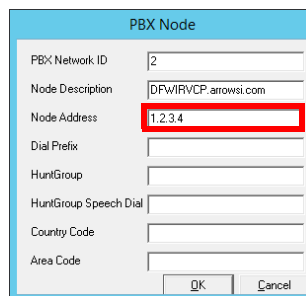 PBX Node
PBX Network ID 2
Node Description DFWIRVCP.arrowsi.com
Node Address 1.2.3.4
Dial Prefix
HuntGroup
HuntGroup Speech Dial
Country Code
Area Code
OK Cancel